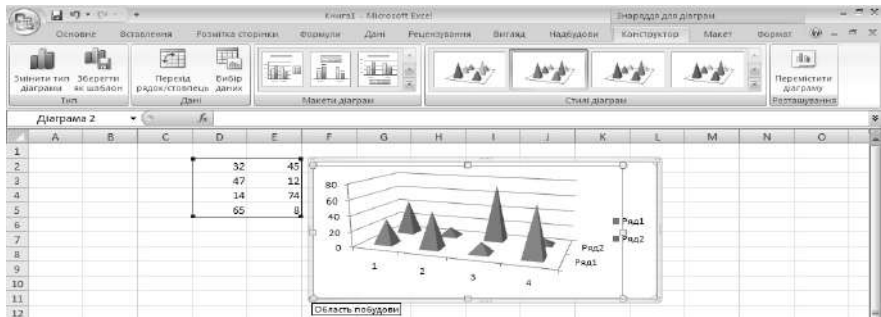 Книга1 - Microsoft Excel Знаряддя для діаграм
Основне Вставлення Розмітка сторінки Формули Дані Рецензування Вигляд Надбудови Конструктор Макет Формат
Змінити тип діаграми Зберегти як шаблон Перехід рядок/стовпець Вибір даних Перемістити діаграму
Тип Дані Макети діаграм Стилі діаграм Розташування
Діаграма 2 fx
A B C D E F G H I J K L M N O
1
2 32 45
3 47 12
4 14 74
5 65 8
6
7
8
9
10
11
12
80
60
40
20
0
1 2 3 4
Ряд2
Ряд1
Ряд1
Ряд2
Область побудови